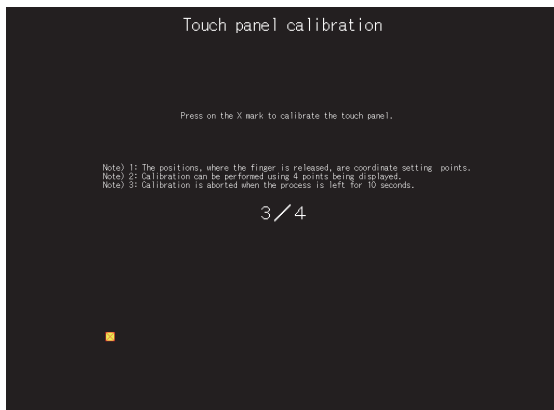 Touch panel calibration
Press on the X mark to calibrate the touch panel.
Note) 1: The positions, where the finger is released, are coordinate setting points.
Note) 2: Calibration can be performed using 4 points being displayed.
Note) 3: Calibration is aborted when the process is left for 10 seconds.
3/4